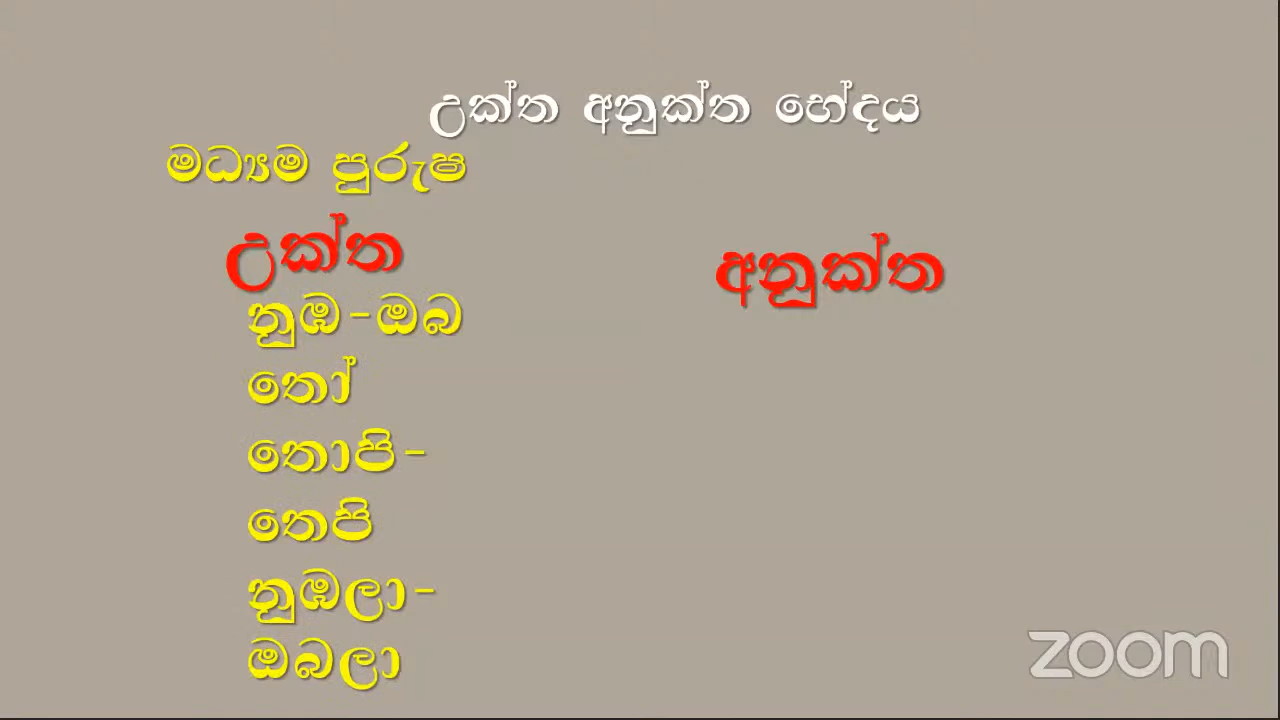 උක්ත අනුක්ත භේදය
මධ්‍යම පුරුෂ
උක්ත
අනුක්ත
නුඹ-ඔබ
තෝ
තොපි-
තෙපි
නුඹලා-
ඔබලා
zoom